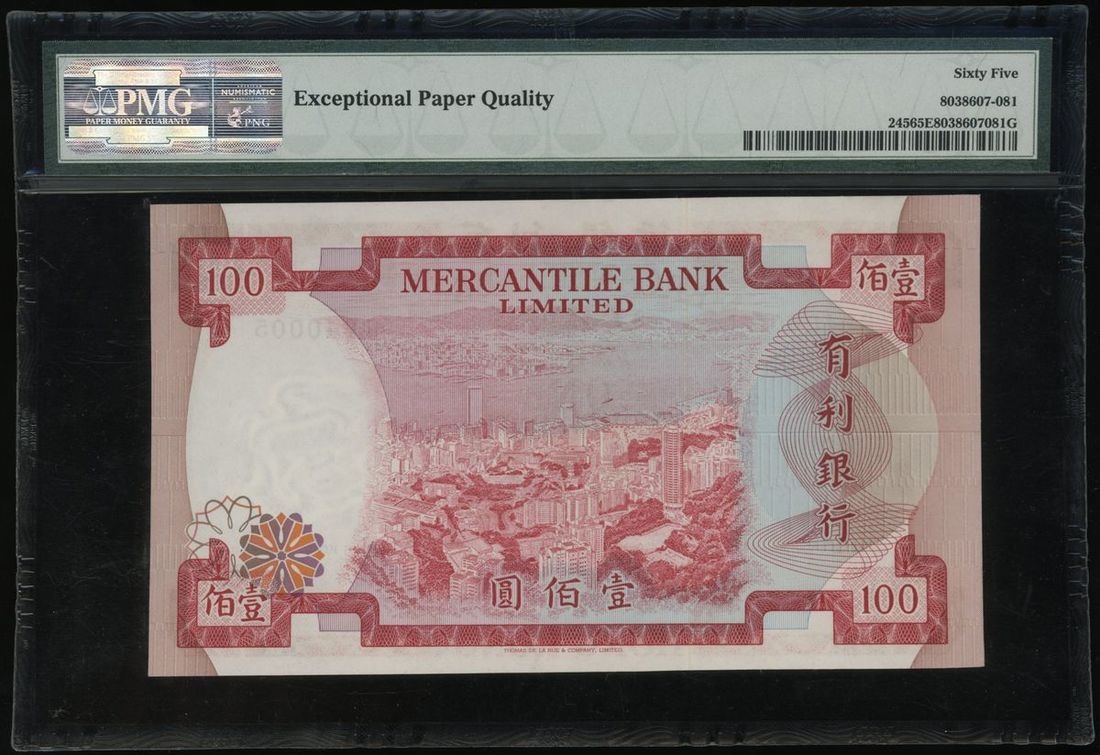 PMG
PAPER MONEY GUARANTY
NUMISMATIC
PNG
Exceptional Paper Quality
Sixty Five
8038607-081
24565E8038607081G
100
佰壹
MERCANTILE BANK
LIMITED
有利銀行
圓佰壹
佰壹
100
THOMAS DE LA RUE & COMPANY, LIMITED.